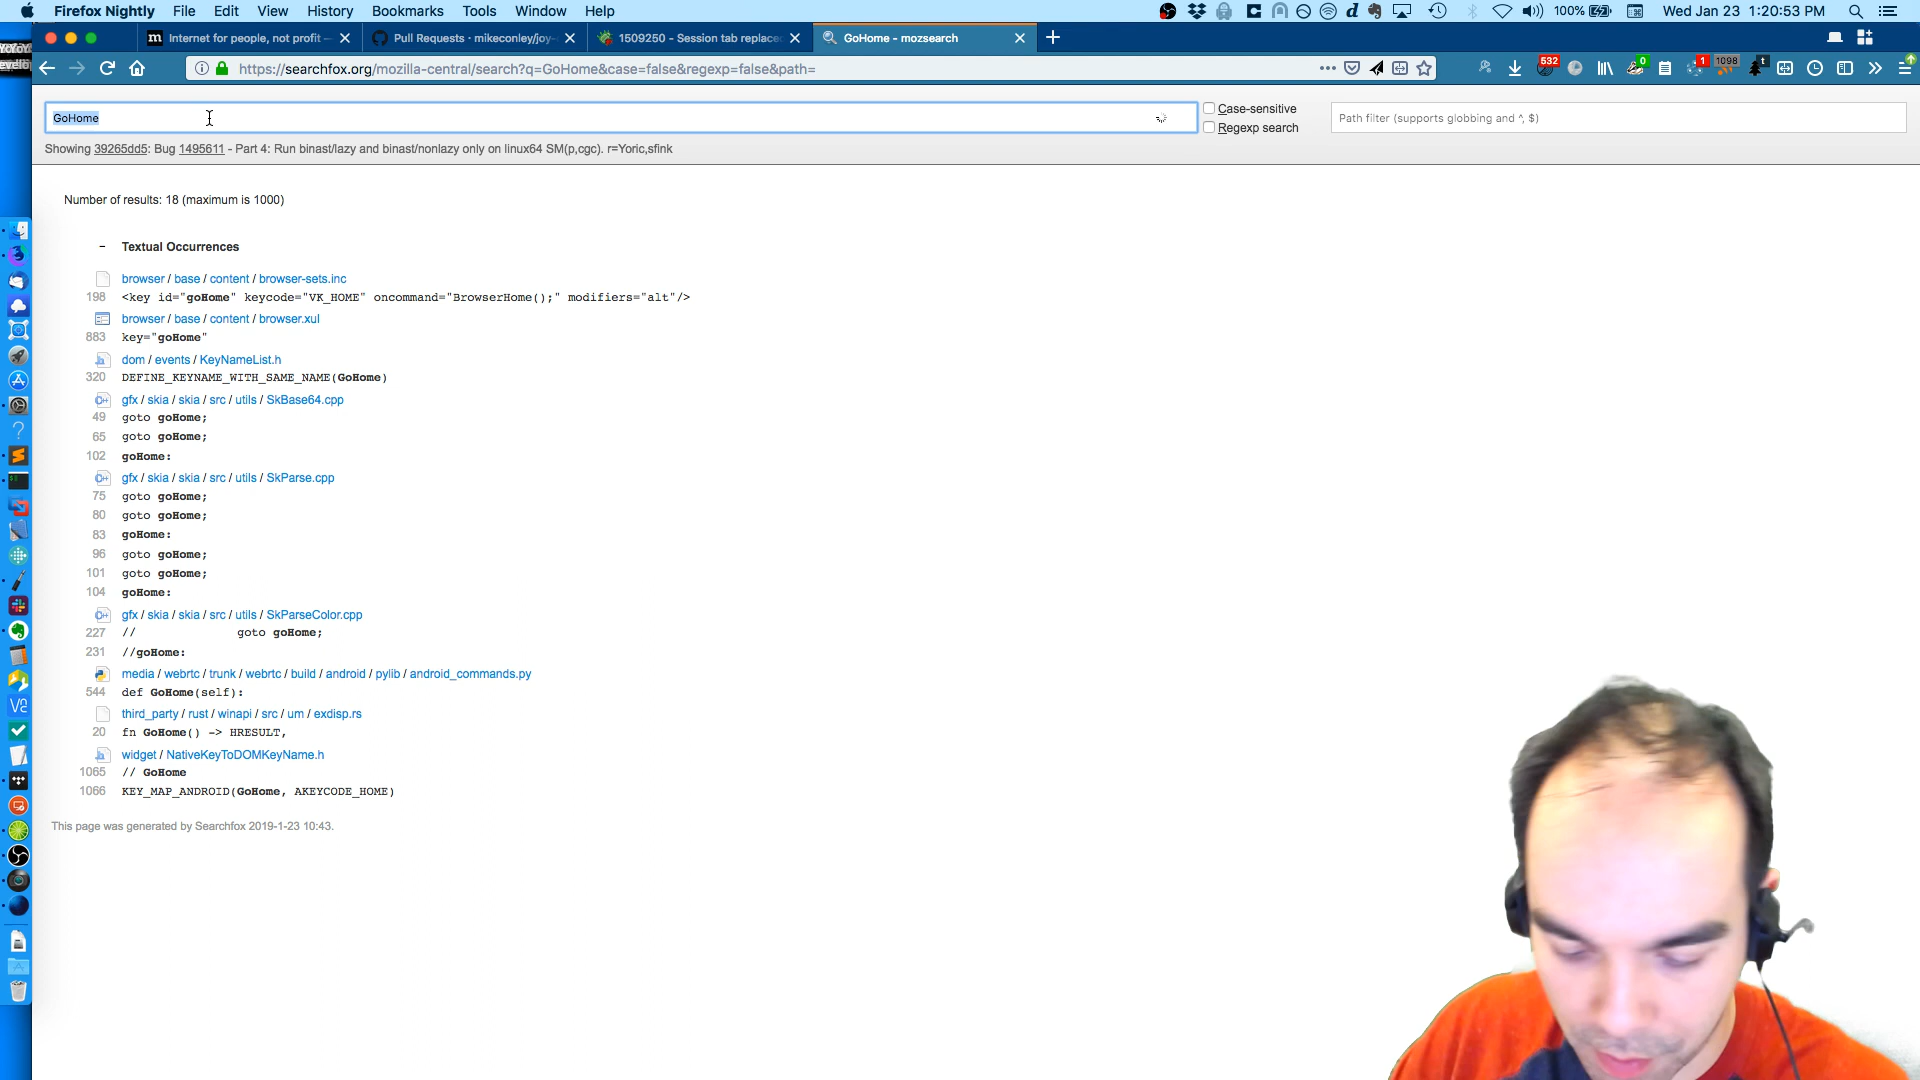 Firefox Nightly File Edit View History Bookmarks Tools Window Help 100% Wed Jan 23 1:20:53 PM
Internet for people, not profit — Pull Requests · mikeconley/joy- 1509250 - Session tab replace GoHome - mozsearch
https://searchfox.org/mozilla-central/search?q=GoHome&case=false&regexp=false&path= 532 0 1 1098 t
GoHome Case-sensitive Path filter (supports globbing and ^, $)
Regexp search
Showing 39265dd5: Bug 1495611 - Part 4: Run binast/lazy and binast/nonlazy only on linux64 SM(p,cgc). r=Yoric,sfink
Number of results: 18 (maximum is 1000)
− Textual Occurrences
browser / base / content / browser-sets.inc
198 <key id="goHome" keycode="VK_HOME" oncommand="BrowserHome();" modifiers="alt"/>
browser / base / content / browser.xul
883 key="goHome"
dom / events / KeyNameList.h
320 DEFINE_KEYNAME_WITH_SAME_NAME(GoHome)
gfx / skia / skia / src / utils / SkBase64.cpp
49 goto goHome;
65 goto goHome;
102 goHome:
gfx / skia / skia / src / utils / SkParse.cpp
75 goto goHome;
80 goto goHome;
83 goHome:
96 goto goHome;
101 goto goHome;
104 goHome:
gfx / skia / skia / src / utils / SkParseColor.cpp
227 // goto goHome;
231 //goHome:
media / webrtc / trunk / webrtc / build / android / pylib / android_commands.py
544 def GoHome(self):
third_party / rust / winapi / src / um / exdisp.rs
20 fn GoHome() -> HRESULT,
widget / NativeKeyToDOMKeyName.h
1065 // GoHome
1066 KEY_MAP_ANDROID(GoHome, AKEYCODE_HOME)
This page was generated by Searchfox 2019-1-23 10:43.